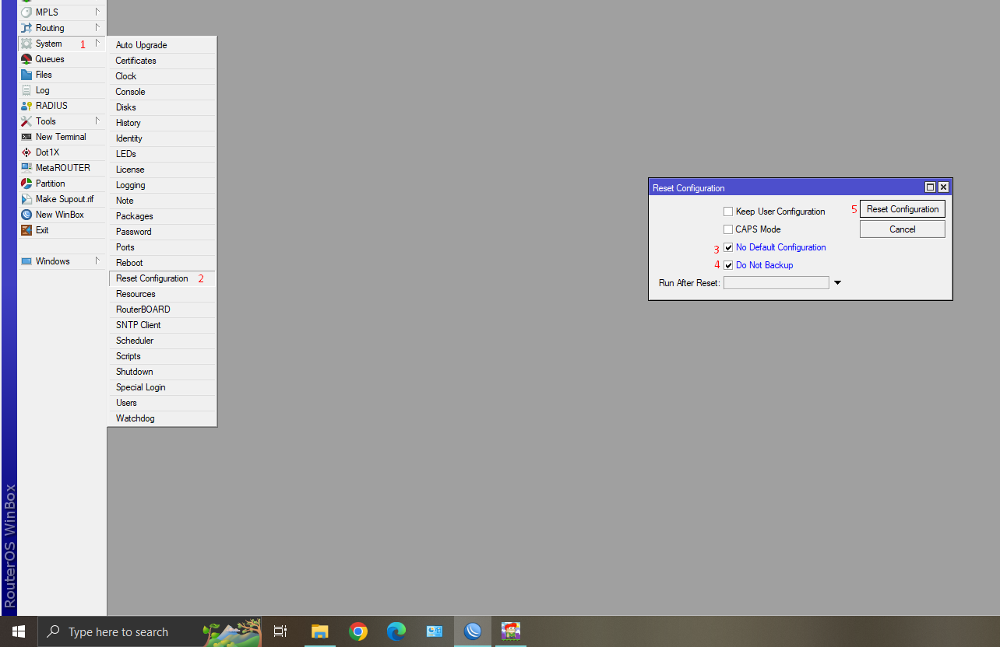 MPLS
Routing
System 1
Queues
Files
Log
RADIUS
Tools
New Terminal
Dot1X
MetaROUTER
Partition
Make Supout.rif
New WinBox
Exit
Windows
RouterOS WinBox
Auto Upgrade
Certificates
Clock
Console
Disks
History
Identity
LEDs
License
Logging
Note
Packages
Password
Ports
Reboot
Reset Configuration 2
Resources
RouterBOARD
SNTP Client
Scheduler
Scripts
Shutdown
Special Login
Users
Watchdog
Reset Configuration
Keep User Configuration
5 Reset Configuration
CAPS Mode
Cancel
3 No Default Configuration
4 Do Not Backup
Run After Reset:
Type here to search